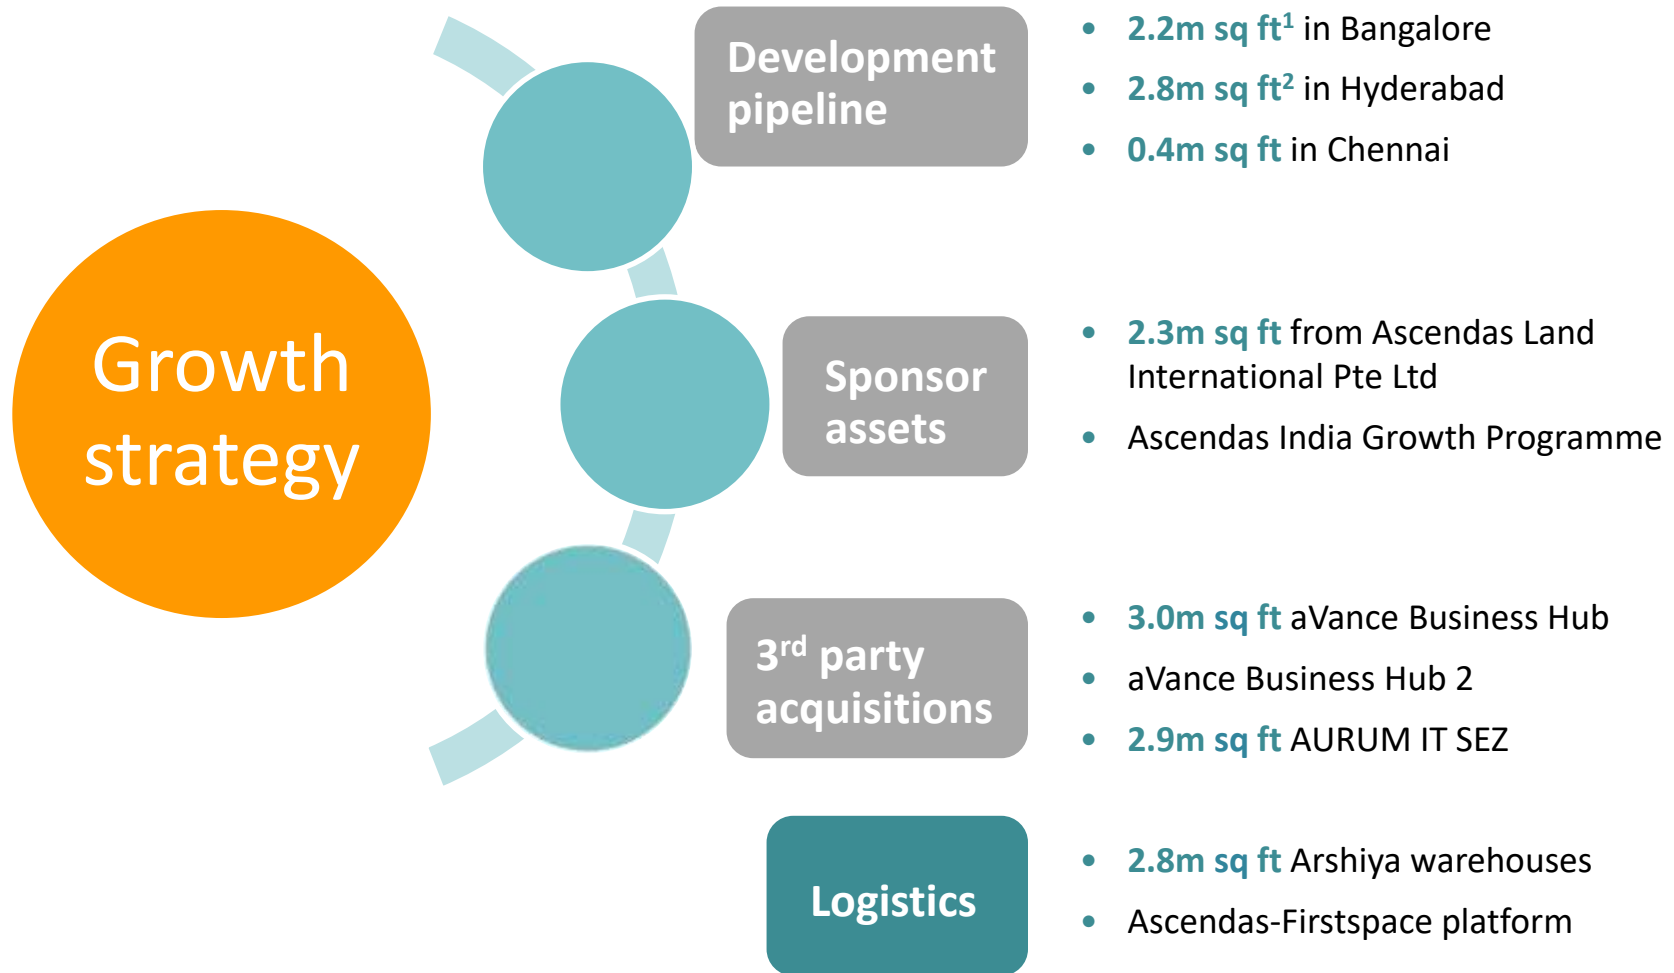 Growth
strategy
Development
pipeline
• 2.2m sq ft¹ in Bangalore
• 2.8m sq ft² in Hyderabad
• 0.4m sq ft in Chennai
Sponsor
assets
• 2.3m sq ft from Ascendas Land
International Pte Ltd
• Ascendas India Growth Programme
3rd party
acquisitions
• 3.0m sq ft aVance Business Hub
• aVance Business Hub 2
• 2.9m sq ft AURUM IT SEZ
Logistics
• 2.8m sq ft Arshiya warehouses
• Ascendas-Firstspace platform